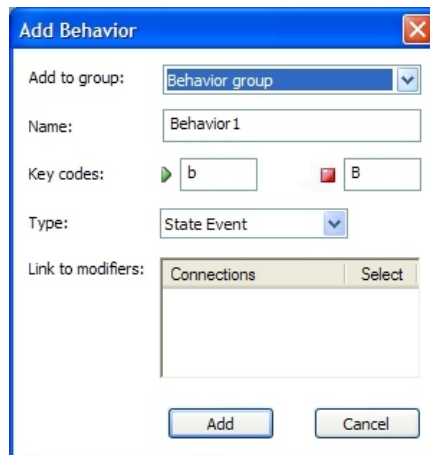 Add Behavior
Add to group: Behavior group
Name: Behavior1
Key codes: b B
Type: State Event
Link to modifiers: Connections Select
Add Cancel